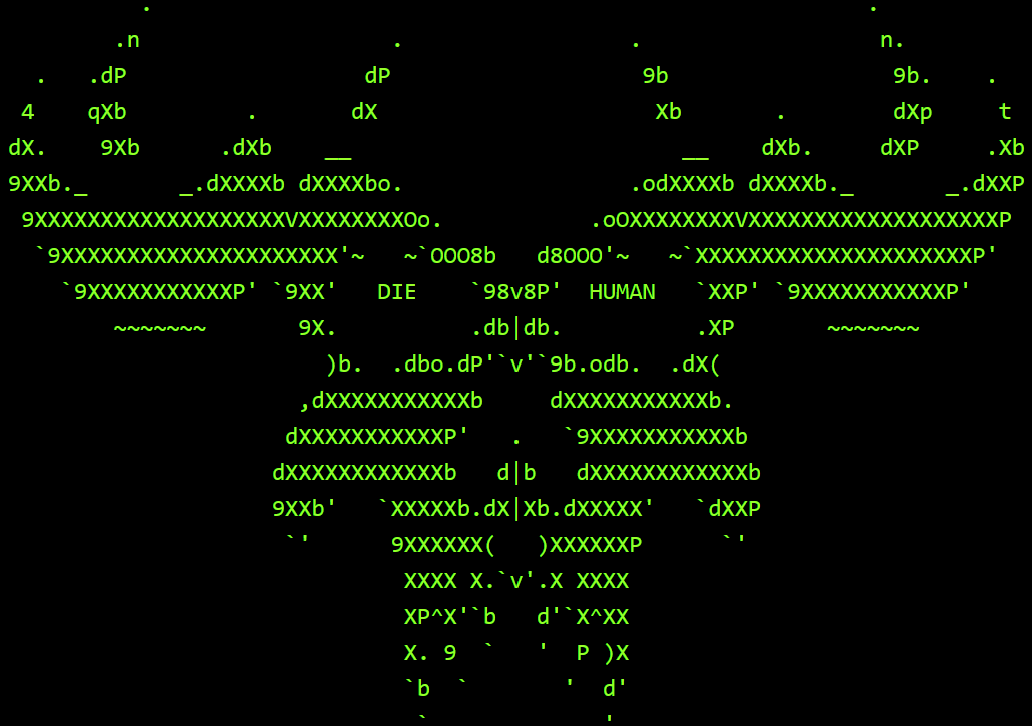 .                                                      .
        .n                   .                 .                  n.
  .   .dP                  dP                   9b                 9b.    .
 4    qXb         .       dX                     Xb       .        dXp     t
dX.    9Xb      .dXb    __                         __    dXb.     dXP     .Xb
9XXb._       _.dXXXXb dXXXXbo.                 .odXXXXb dXXXXb._       _.dXXP
 9XXXXXXXXXXXXXXXXXXXVXXXXXXXXOo.           .oOXXXXXXXXVXXXXXXXXXXXXXXXXXXXP
  `9XXXXXXXXXXXXXXXXXXXXX'~   ~`OOO8b   d8OOO'~   ~`XXXXXXXXXXXXXXXXXXXXXP'
    `9XXXXXXXXXXXP' `9XX'   DIE    `98v8P'  HUMAN   `XXP' `9XXXXXXXXXXXP'
        ~~~~~~~       9X.          .db|db.          .XP       ~~~~~~~
                        )b.  .dbo.dP'`v'`9b.odb.  .dX(
                      ,dXXXXXXXXXXXb     dXXXXXXXXXXXb.
                     dXXXXXXXXXXXP'   .   `9XXXXXXXXXXXb
                    dXXXXXXXXXXXXb   d|b   dXXXXXXXXXXXXb
                    9XXb'   `XXXXXb.dX|Xb.dXXXXX'   `dXXP
                     `'      9XXXXXX(   )XXXXXXP      `'
                              XXXX X.`v'.X XXXX
                              XP^X'`b   d'`X^XX
                              X. 9  `   '  P )X
                              `b  `       '  d'
                               `             '